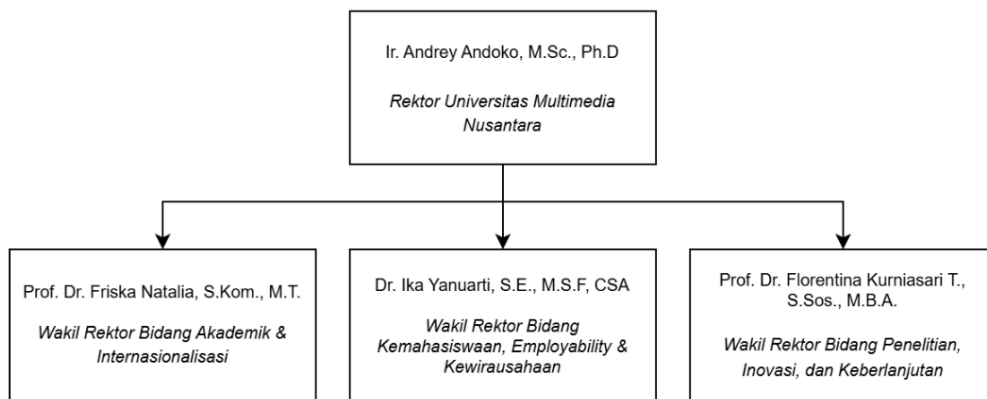 Ir. Andrey Andoko, M.Sc., Ph.D
Rektor Universitas Multimedia
Nusantara
Prof. Dr. Friska Natalia, S.Kom., M.T.
Wakil Rektor Bidang Akademik &
Internasionalisasi
Dr. Ika Yanuarti, S.E., M.S.F, CSA
Wakil Rektor Bidang
Kemahasiswaan, Employability &
Kewirausahaan
Prof. Dr. Florentina Kurniasari T.,
S.Sos., M.B.A.
Wakil Rektor Bidang Penelitian,
Inovasi, dan Keberlanjutan